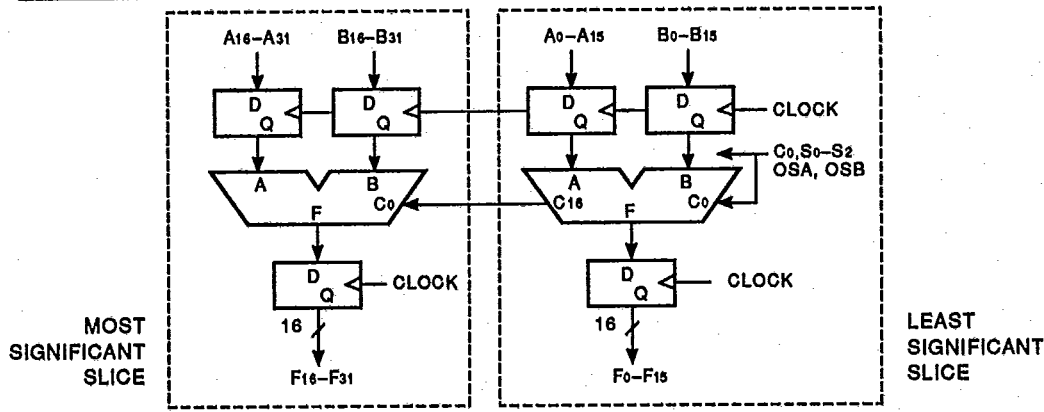 A16–A31 B16–B31 A0–A15 B0–B15
D D D D CLOCK
Q Q Q Q
C0,S0–S2
OSA, OSB
A B A B
C0 C16 C0
F F
D D
Q CLOCK Q CLOCK
16 16
MOST
SIGNIFICANT
SLICE
F16–F31 F0–F15
LEAST
SIGNIFICANT
SLICE